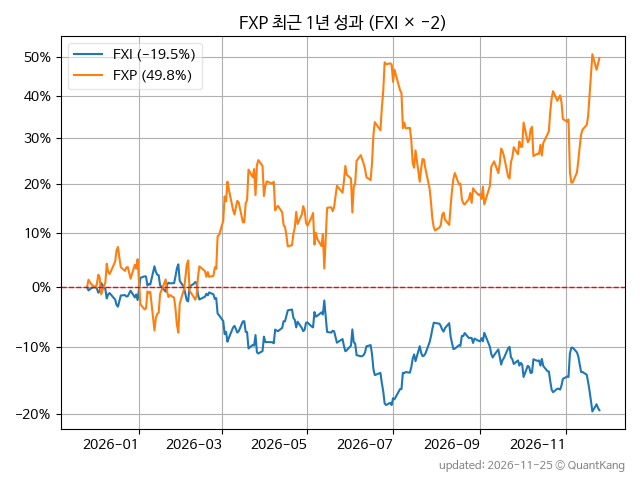 FXP 최근 1년 성과 (FXI × −2)
FXI (−19.5%)
FXP (49.8%)
50%
40%
30%
20%
10%
0%
−10%
−20%
2026-01 2026-03 2026-05 2026-07 2026-09 2026-11
updated: 2026-11-25 © QuantKang